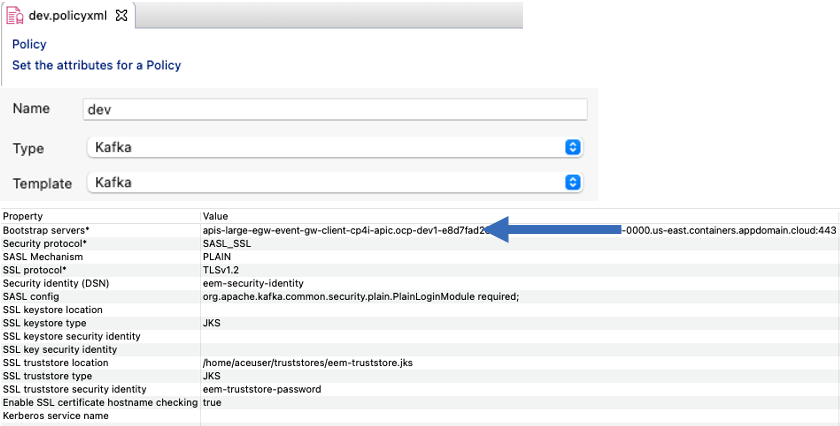 dev.policyxml
Policy
Set the attributes for a Policy
Name dev
Type Kafka
Template Kafka
Property Value
Bootstrap servers* apis-large-egw-event-gw-client-cp4i-apic.ocp-dev1-e8d7fad2 -0000.us-east.containers.appdomain.cloud:443
Security protocol* SASL_SSL
SASL Mechanism PLAIN
SSL protocol* TLSv1.2
Security identity (DSN) eem-security-identity
SASL config org.apache.kafka.common.security.plain.PlainLoginModule required;
SSL keystore location
SSL keystore type JKS
SSL keystore security identity
SSL key security identity
SSL truststore location /home/aceuser/truststores/eem-truststore.jks
SSL truststore type JKS
SSL truststore security identity eem-truststore-password
Enable SSL certificate hostname checking true
Kerberos service name